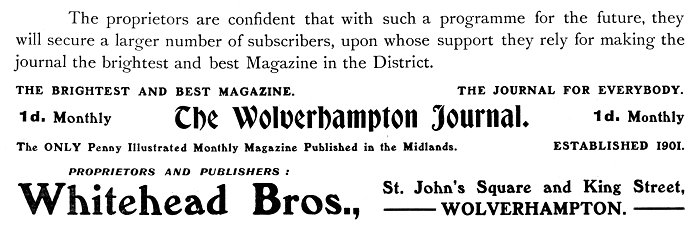 The proprietors are confident that with such a programme for the future, they
will secure a larger number of subscribers, upon whose support they rely for making the
journal the brightest and best Magazine in the District.
THE BRIGHTEST AND BEST MAGAZINE. THE JOURNAL FOR EVERYBODY.
1d. Monthly The Wolverhampton Journal. 1d. Monthly
The ONLY Penny Illustrated Monthly Magazine Published in the Midlands. ESTABLISHED 1901.
PROPRIETORS AND PUBLISHERS:
Whitehead Bros., St. John's Square and King Street,
WOLVERHAMPTON.